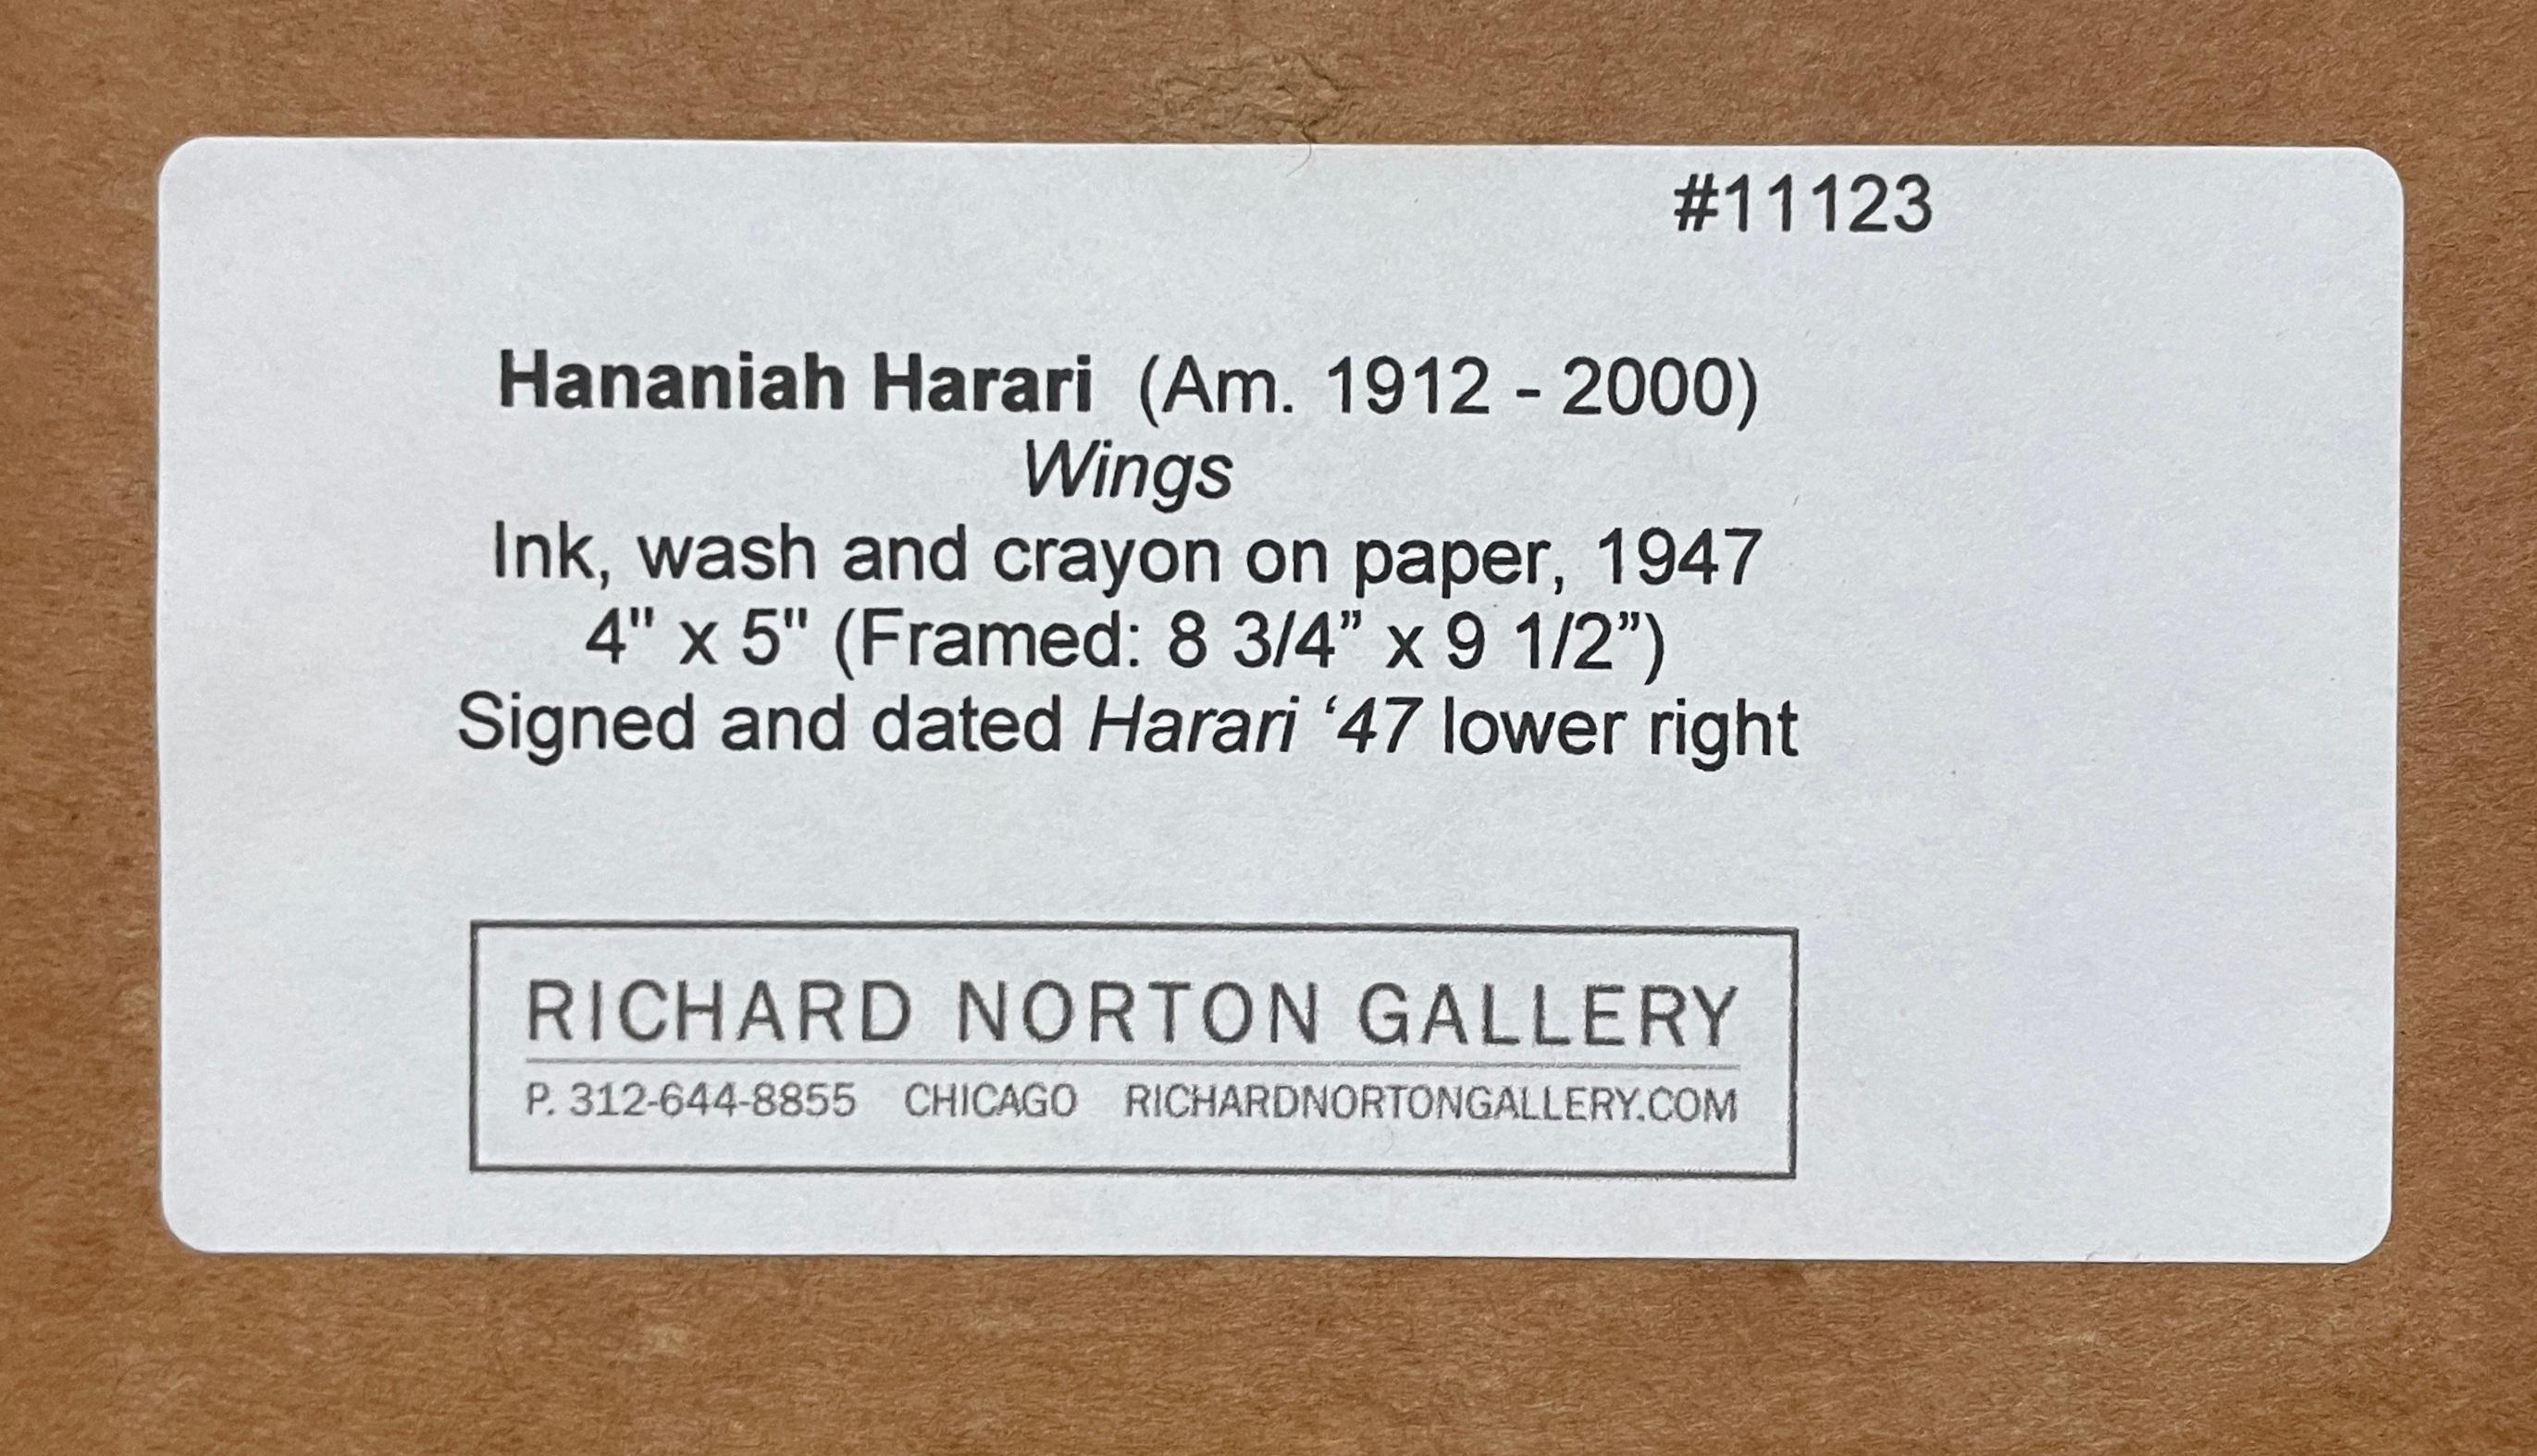 #11123
Hananiah Harari (Am. 1912 - 2000)
Wings
Ink, wash and crayon on paper, 1947
4" x 5" (Framed: 8 3/4” x 9 1/2”)
Signed and dated Harari ‘47 lower right
RICHARD NORTON GALLERY
P. 312-644-8855 CHICAGO RICHARDNORTONGALLERY.COM